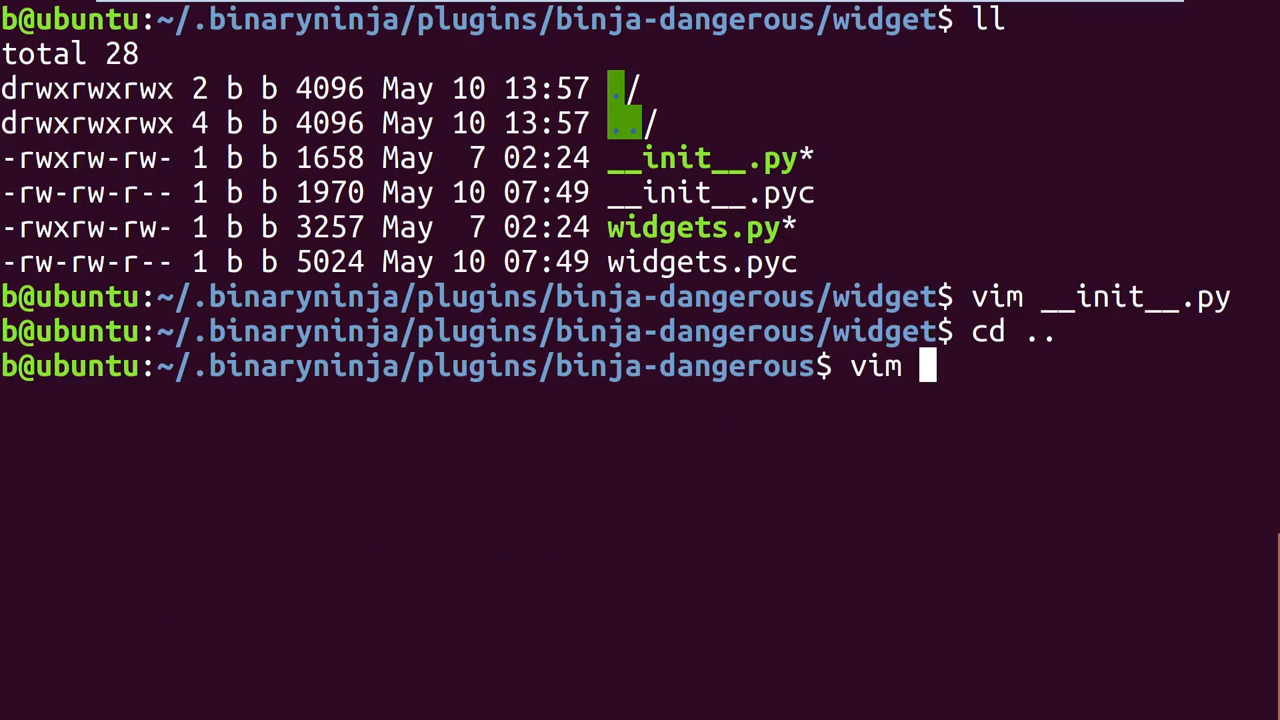 b@ubuntu:~/.binaryninja/plugins/binja-dangerous/widget$ ll
total 28
drwxrwxrwx 2 b b 4096 May 10 13:57 ./
drwxrwxrwx 4 b b 4096 May 10 13:57 ../
-rwxrw-rw- 1 b b 1658 May  7 02:24 __init__.py*
-rw-rw-r-- 1 b b 1970 May 10 07:49 __init__.pyc
-rwxrw-rw- 1 b b 3257 May  7 02:24 widgets.py*
-rw-rw-r-- 1 b b 5024 May 10 07:49 widgets.pyc
b@ubuntu:~/.binaryninja/plugins/binja-dangerous/widget$ vim __init__.py
b@ubuntu:~/.binaryninja/plugins/binja-dangerous/widget$ cd ..
b@ubuntu:~/.binaryninja/plugins/binja-dangerous$ vim